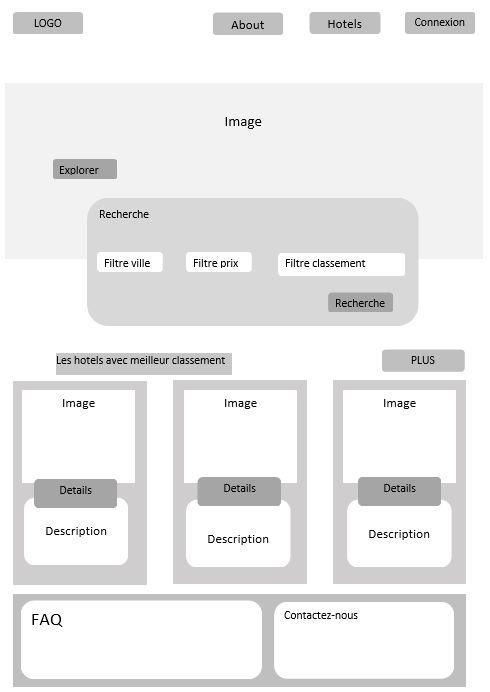 LOGO
About
Hotels
Connexion
Image
Explorer
Recherche
Filtre ville
Filtre prix
Filtre classement
Recherche
Les hotels avec meilleur classement
PLUS
Image
Image
Image
Details
Details
Details
Description
Description
Description
FAQ
Contactez-nous